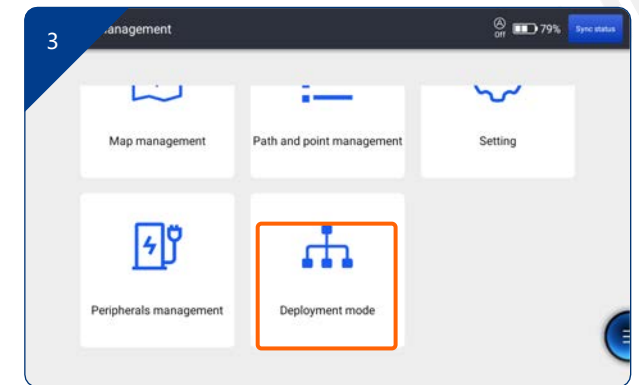 3
anagement
off 79% Sync status
Map management Path and point management Setting
Peripherals management Deployment mode